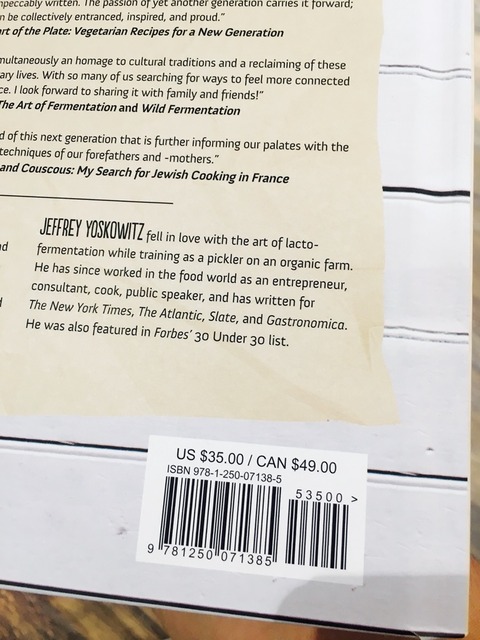 impeccably written. The passion of yet another generation carries it forward;
n be collectively entranced, inspired, and proud."
rt of the Plate: Vegetarian Recipes for a New Generation
multaneously an homage to cultural traditions and a reclaiming of these
ary lives. With so many of us searching for ways to feel more connected
ce. I look forward to sharing it with family and friends!"
The Art of Fermentation and Wild Fermentation
d of this next generation that is further informing our palates with the
techniques of our forefathers and -mothers."
and Couscous: My Search for Jewish Cooking in France
JEFFREY YOSKOWITZ fell in love with the art of lacto-
fermentation while training as a pickler on an organic farm.
He has since worked in the food world as an entrepreneur,
consultant, cook, public speaker, and has written for
The New York Times, The Atlantic, Slate, and Gastronomica.
He was also featured in Forbes' 30 Under 30 list.
US $35.00 / CAN $49.00
ISBN 978-1-250-07138-5
53500 >
9 781250 071385